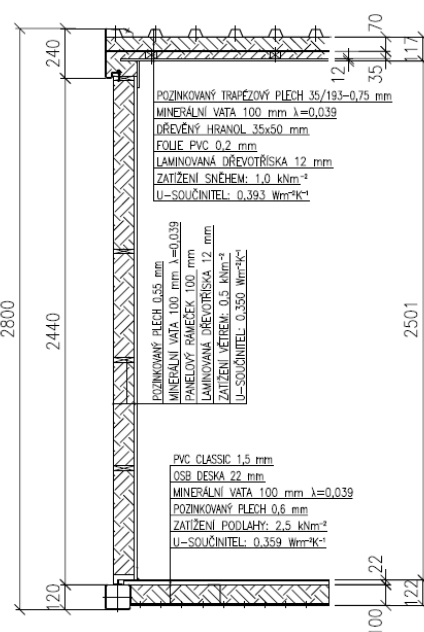 POZINKOVANÝ TRAPÉZOVÝ PLECH 35/193-0,75 mm
MINERÁLNÍ VATA 100 mm λ=0,039
DŘEVĚNÝ HRANOL 35x50 mm
FOLIE PVC 0,2 mm
LAMINOVANÁ DŘEVOTŘÍSKA 12 mm
ZATÍŽENÍ SNĚHEM: 1,0 kNm⁻²
U-SOUČINITEL: 0,393 Wm⁻²K⁻¹
POZINKOVANÝ PLECH 0,55 mm
MINERÁLNÍ VATA 100 mm λ=0,039
PANELOVÝ RÁMEČEK 100 mm
LAMINOVANÁ DŘEVOTŘÍSKA 12 mm
ZATÍŽENÍ VĚTREM: 0,5 kNm⁻²
U-SOUČINITEL: 0,350 Wm⁻²K⁻¹
PVC CLASSIC 1,5 mm
OSB DESKA 22 mm
MINERÁLNÍ VATA 100 mm λ=0,039
POZINKOVANÝ PLECH 0,6 mm
ZATÍŽENÍ PODLAHY: 2,5 kNm⁻²
U-SOUČINITEL: 0,359 Wm⁻²K⁻¹
2800
240
2440
120
70
117
12
35
2501
22
122
100